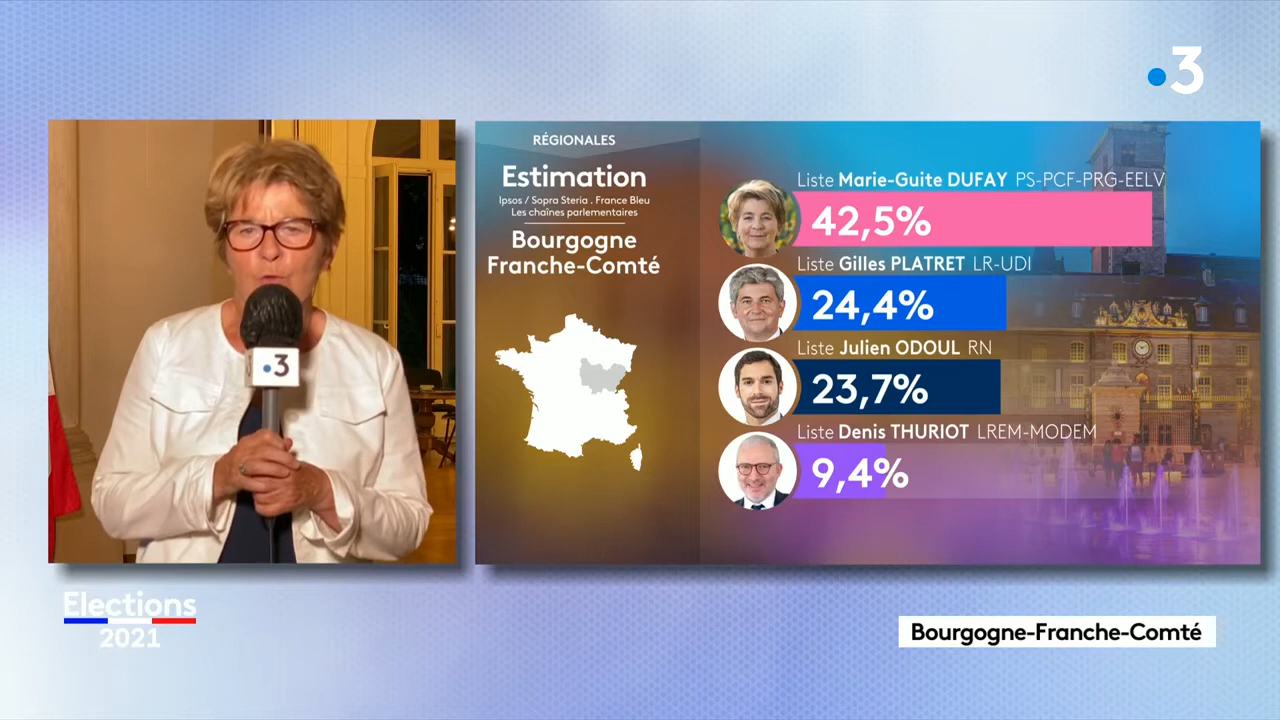 3
RÉGIONALES
Estimation
Ipsos / Sopra Steria . France Bleu
Les chaînes parlementaires
Bourgogne
Franche-Comté
Liste Marie-Guite DUFAY PS-PCF-PRG-EELV
42,5%
Liste Gilles PLATRET LR-UDI
24,4%
Liste Julien ODOUL RN
23,7%
Liste Denis THURIOT LREM-MODEM
9,4%
3
Elections
2021
Bourgogne-Franche-Comté